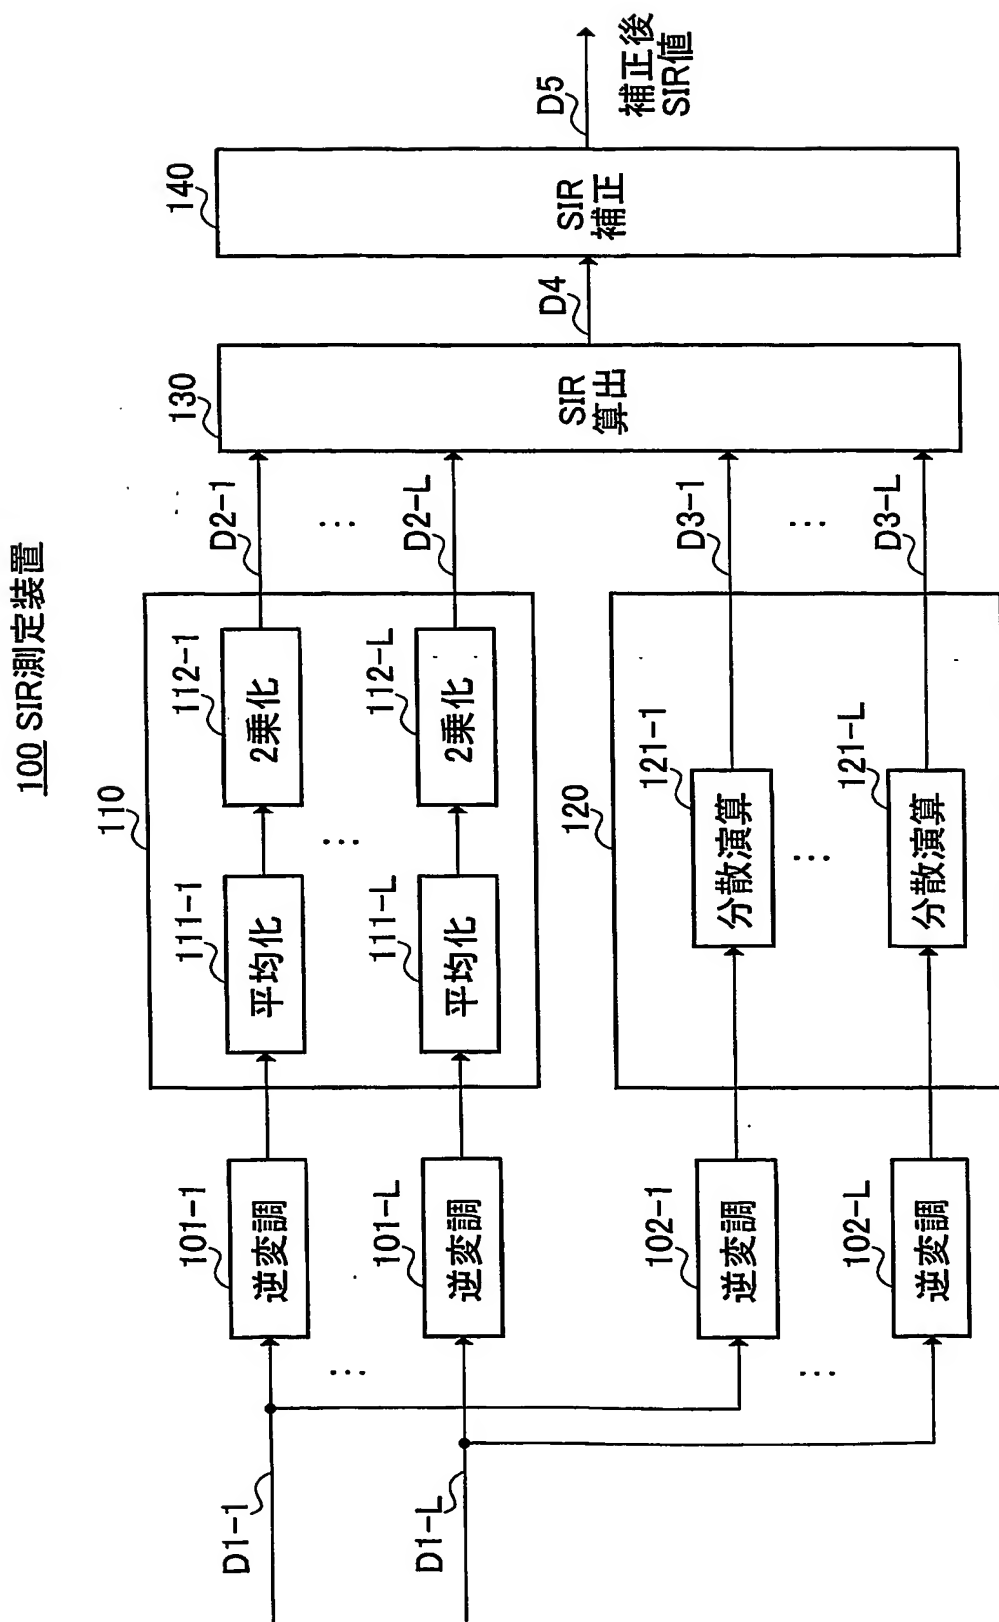 100 SIR測定装置
D1-1
D1-L
101-1
逆変調
101-L
逆変調
102-1
逆変調
102-L
逆変調
110
111-1
平均化
112-1
2乗化
111-L
平均化
112-L
2乗化
120
121-1
分散演算
121-L
分散演算
D2-1
D2-L
D3-1
D3-L
130
SIR
算出
D4
140
SIR
補正
D5
補正後
SIR値